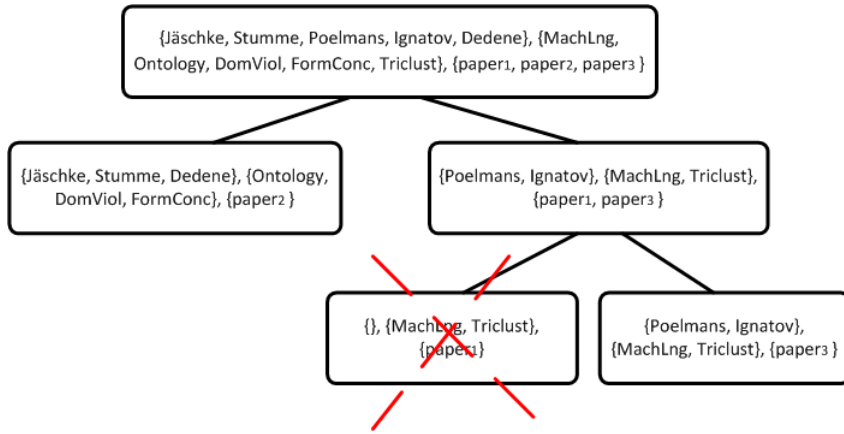 {Jäschke, Stumme, Poelmans, Ignatov, Dedene}, {MachLng,
Ontology, DomViol, FormConc, Triclust}, {paper1, paper2, paper3 }
{Jäschke, Stumme, Dedene}, {Ontology,
DomViol, FormConc}, {paper2 }
{Poelmans, Ignatov}, {MachLng, Triclust},
{paper1, paper3 }
{}, {MachLng, Triclust},
{paper1}
{Poelmans, Ignatov},
{MachLng, Triclust}, {paper3 }